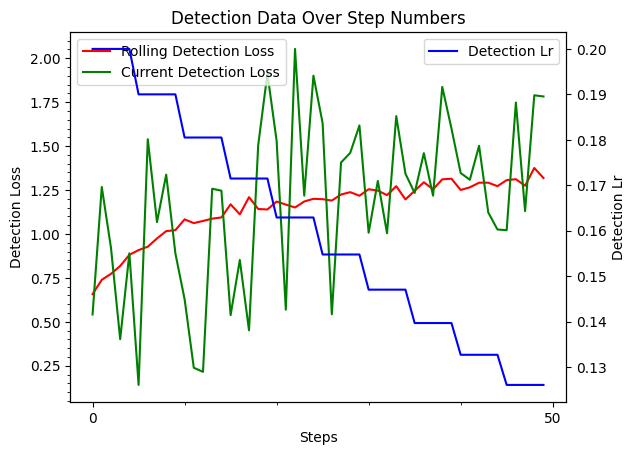 Detection Data Over Step Numbers
Rolling Detection Loss
Current Detection Loss
Detection Lr
2.00
1.75
1.50
1.25
1.00
0.75
0.50
0.25
Detection Loss
0.20
0.19
0.18
0.17
0.16
0.15
0.14
0.13
Detection Lr
0
50
Steps